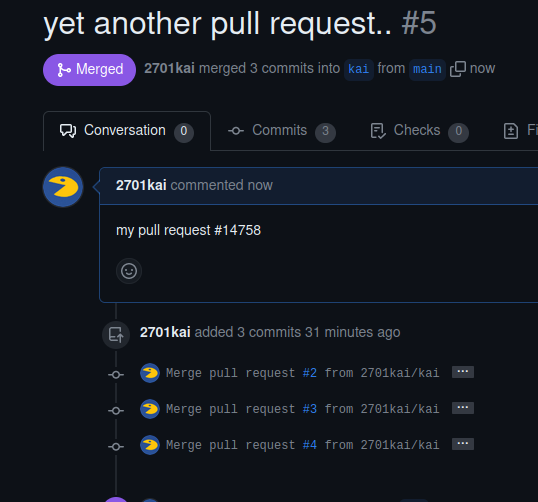 yet another pull request.. #5
Merged 2701kai merged 3 commits into kai from main now
Conversation 0 Commits 3 Checks 0 Fi
2701kai commented now
my pull request #14758
2701kai added 3 commits 31 minutes ago
Merge pull request #2 from 2701kai/kai ...
Merge pull request #3 from 2701kai/kai ...
Merge pull request #4 from 2701kai/kai ...